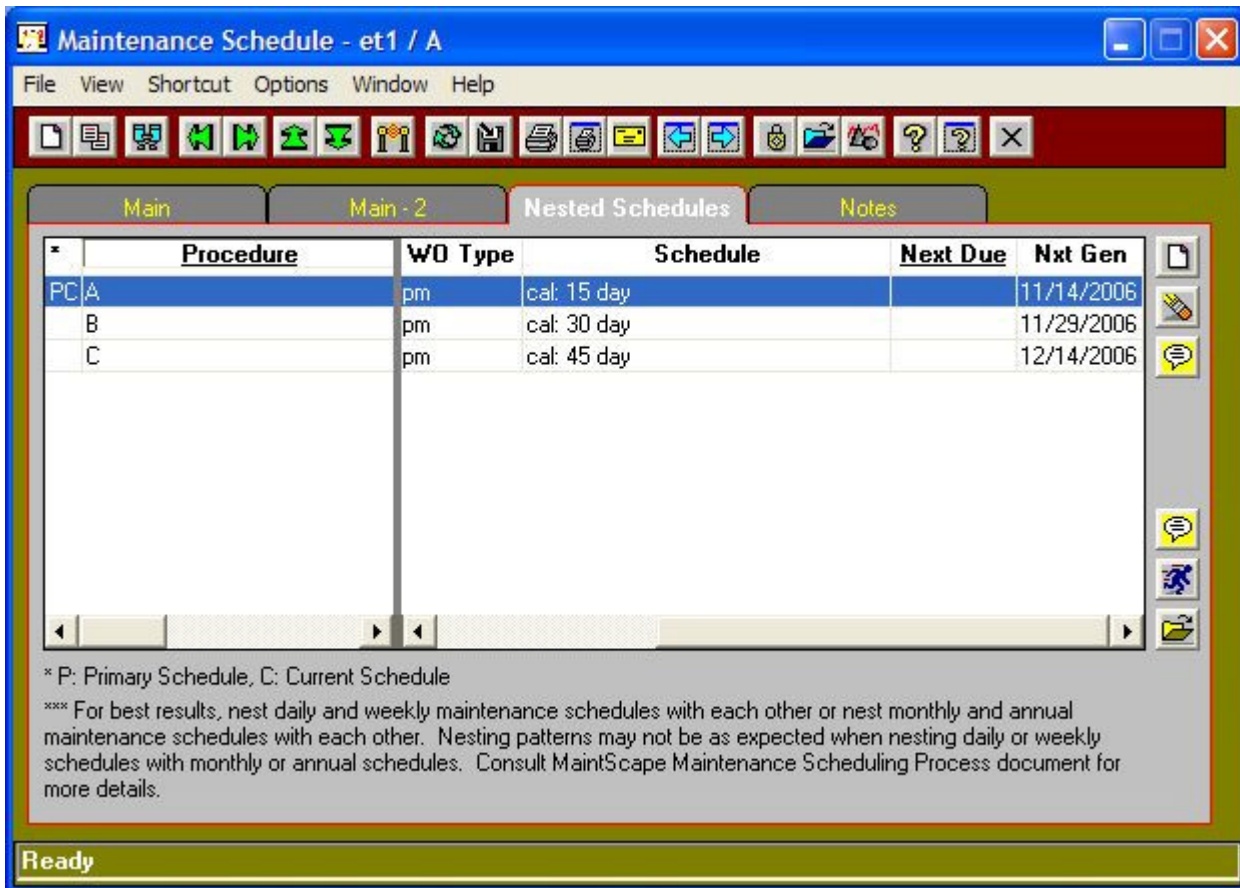 Maintenance Schedule - et1 / A
File View Shortcut Options Window Help
Main Main - 2 Nested Schedules Notes
* Procedure WO Type Schedule Next Due Nxt Gen
PC A pm cal: 15 day 11/14/2006
B pm cal: 30 day 11/29/2006
C pm cal: 45 day 12/14/2006
* P: Primary Schedule, C: Current Schedule
*** For best results, nest daily and weekly maintenance schedules with each other or nest monthly and annual
maintenance schedules with each other. Nesting patterns may not be as expected when nesting daily or weekly
schedules with monthly or annual schedules. Consult MaintScape Maintenance Scheduling Process document for
more details.
Ready